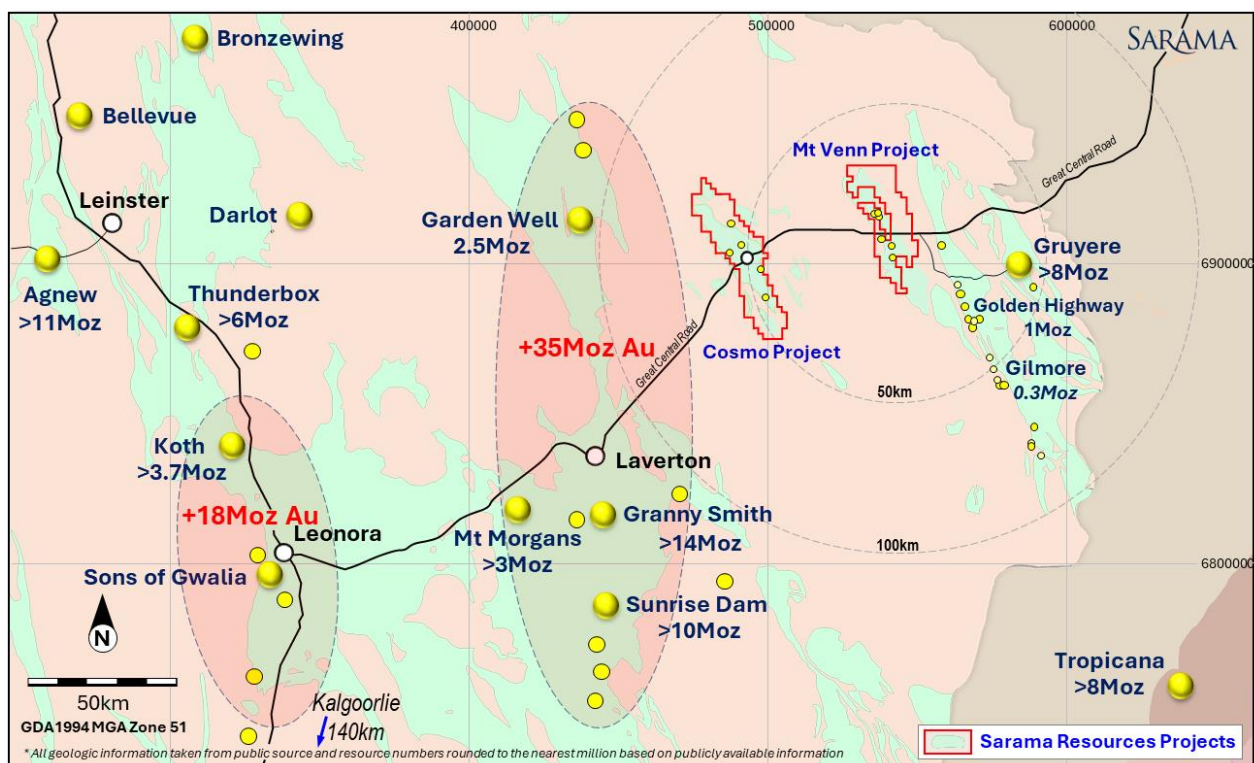 400000
500000
600000
SARAMA
Bronzewing
Bellevue
Mt Venn Project
Great Central Road
Leinster
Darlot
Garden Well
2.5Moz
Gruyere
>8Moz
6900000
Agnew
>11Moz
Thunderbox
>6Moz
Golden Highway
1Moz
+35Moz Au
Great Central Road
Cosmo Project
Gilmore
0.3Moz
50km
Koth
>3.7Moz
Laverton
+18Moz Au
Leonora
Mt Morgans
>3Moz
Granny Smith
>14Moz
100km
6800000
Sons of Gwalia
Sunrise Dam
>10Moz
N
Tropicana
>8Moz
50km
Kalgoorlie
140km
GDA1994 MGA Zone 51
Sarama Resources Projects
* All geologic information taken from public source and resource numbers rounded to the nearest million based on publicly available information